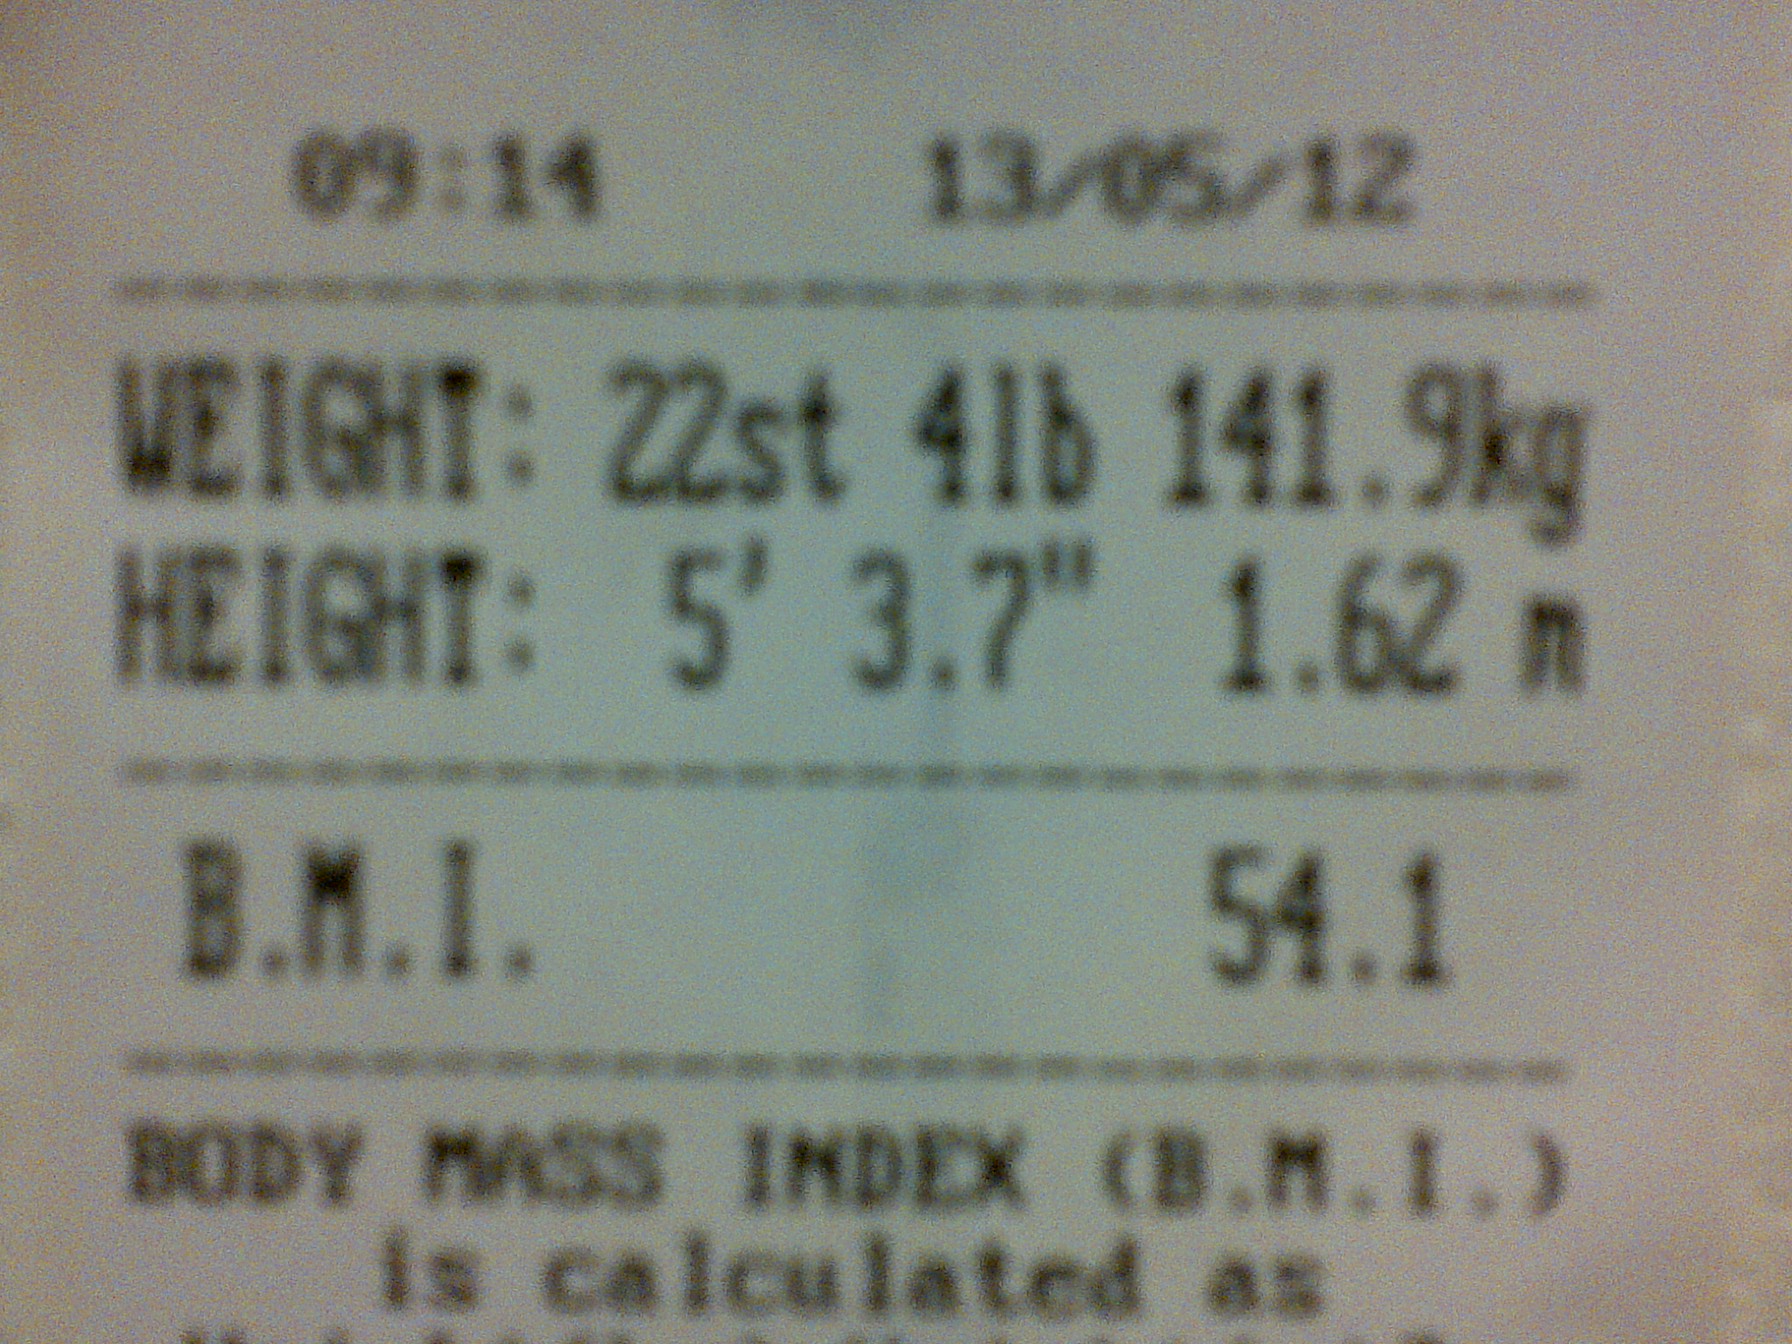 09:14 13/05/12
WEIGHT: 22st 4lb 141.9kg
HEIGHT: 5' 3.7" 1.62 m
B.M.I. 54.1
BODY MASS INDEX (B.M.I.)
is calculated as